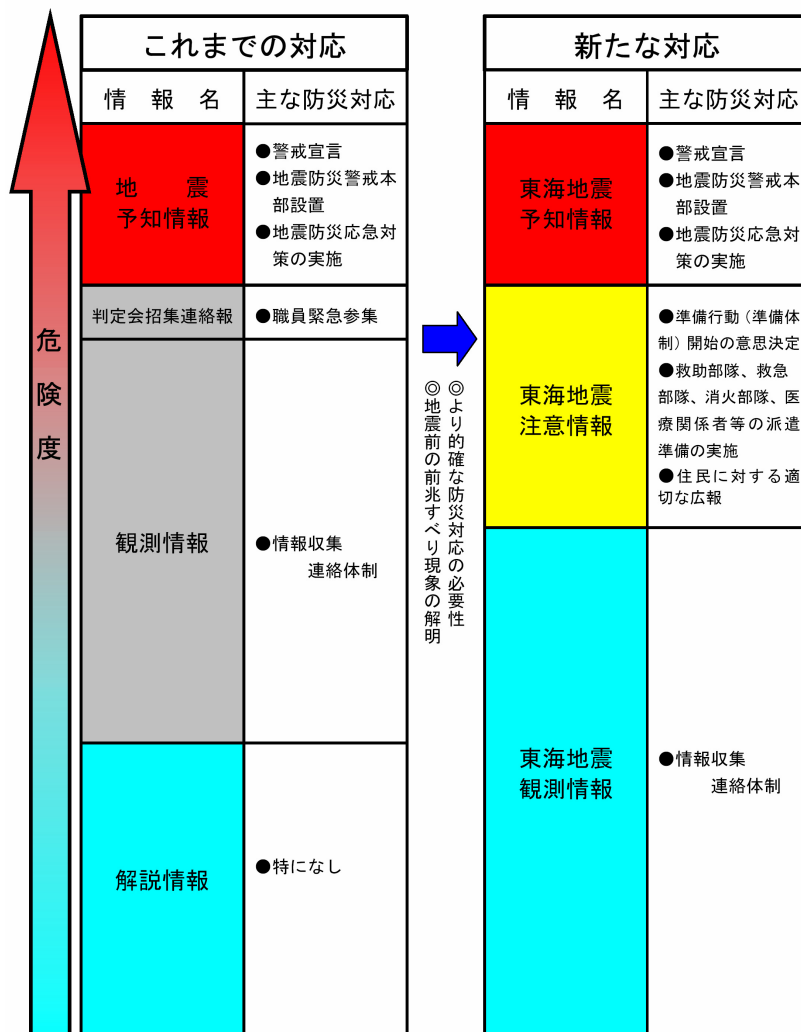 危険度
これまでの対応
情報名
主な防災対応
地震
予知情報
●警戒宣言
●地震防災警戒本
部設置
●地震防災応急対
策の実施
判定会招集連絡報
●職員緊急参集
観測情報
●情報収集
連絡体制
解説情報
●特になし
◎より的確な防災対応の必要性
◎地震前の前兆すべり現象の解明
新たな対応
情報名
主な防災対応
東海地震
予知情報
●警戒宣言
●地震防災警戒本
部設置
●地震防災応急対
策の実施
東海地震
注意情報
●準備行動（準備体
制）開始の意思決定
●救助部隊、救急
部隊、消火部隊、医
療関係者等の派遣
準備の実施
●住民に対する適
切な広報
東海地震
観測情報
●情報収集
連絡体制